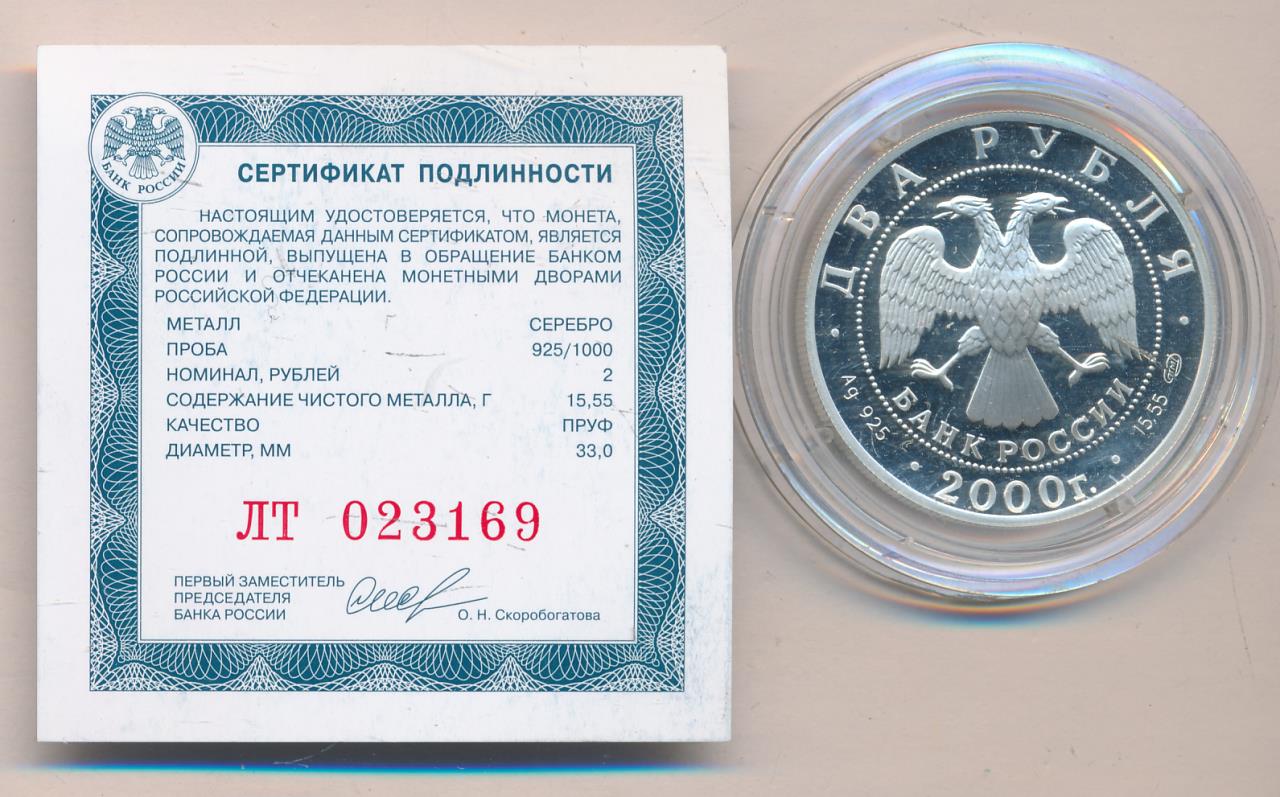 БАНК РОССИИ
СЕРТИФИКАТ ПОДЛИННОСТИ
НАСТОЯЩИМ УДОСТОВЕРЯЕТСЯ, ЧТО МОНЕТА,
СОПРОВОЖДАЕМАЯ ДАННЫМ СЕРТИФИКАТОМ, ЯВЛЯЕТСЯ
ПОДЛИННОЙ, ВЫПУЩЕНА В ОБРАЩЕНИЕ БАНКОМ
РОССИИ И ОТЧЕКАНЕНА МОНЕТНЫМИ ДВОРАМИ
РОССИЙСКОЙ ФЕДЕРАЦИИ.
МЕТАЛЛ СЕРЕБРО
ПРОБА 925/1000
НОМИНАЛ, РУБЛЕЙ 2
СОДЕРЖАНИЕ ЧИСТОГО МЕТАЛЛА, Г 15,55
КАЧЕСТВО ПРУФ
ДИАМЕТР, ММ 33,0
ЛТ 023169
ПЕРВЫЙ ЗАМЕСТИТЕЛЬ
ПРЕДСЕДАТЕЛЯ
БАНКА РОССИИ
О. Н. Скоробогатова
ДВА РУБЛЯ
БАНК РОССИИ
Ag 925
15,55
2000г.